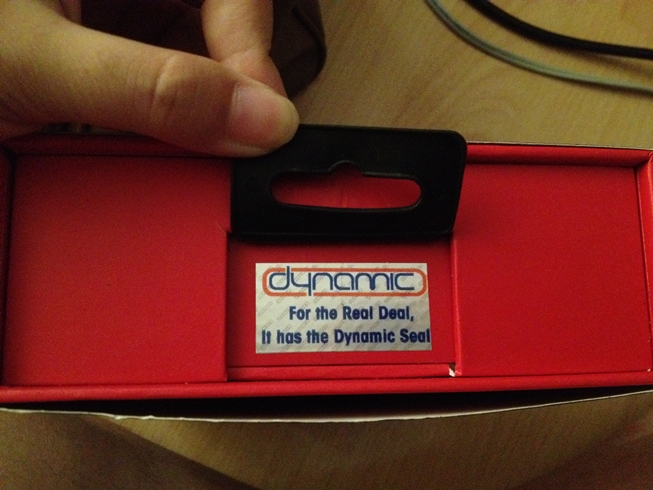 dynamic
For the Real Deal,
It has the Dynamic Seal